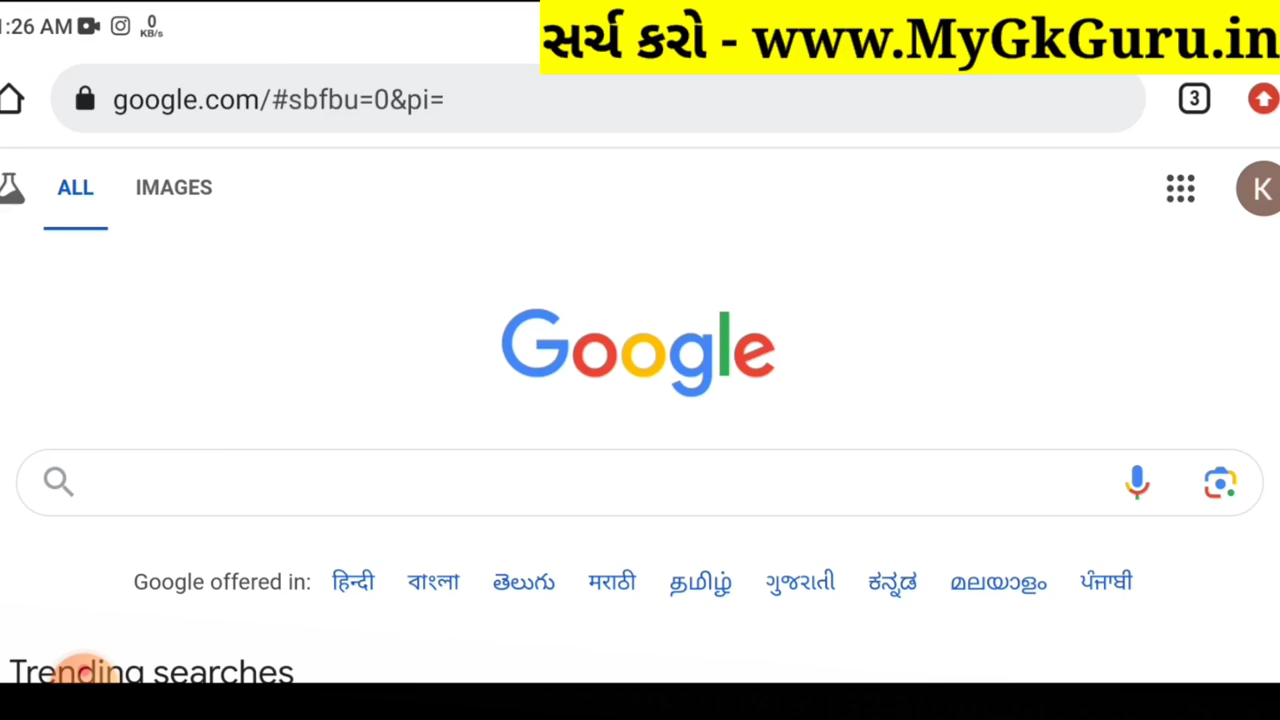 1:26 AM 0 KB/s
સર્ચ કરો - www.MyGkGuru.in
google.com/#sbfbu=0&pi=
3
ALL IMAGES
K
Google
Google offered in: हिन्दी বাংলা తెలుగు मराठी தமிழ் ગુજરાતી ಕನ್ನಡ മലയാളം ਪੰਜਾਬੀ
Trending searches